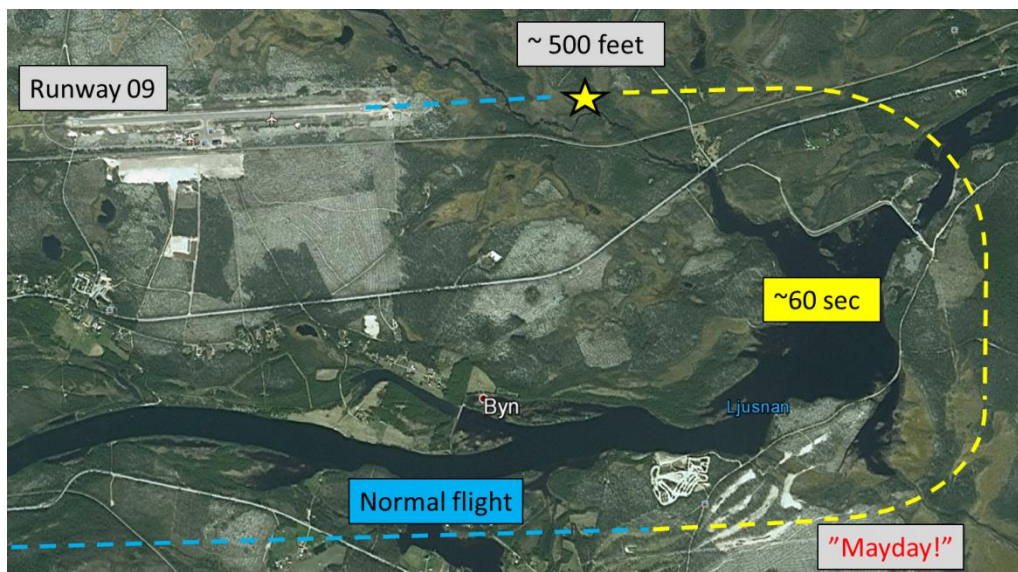 ~ 500 feet
Runway 09
~60 sec
Byn
Ljusnan
Normal flight
”Mayday!”